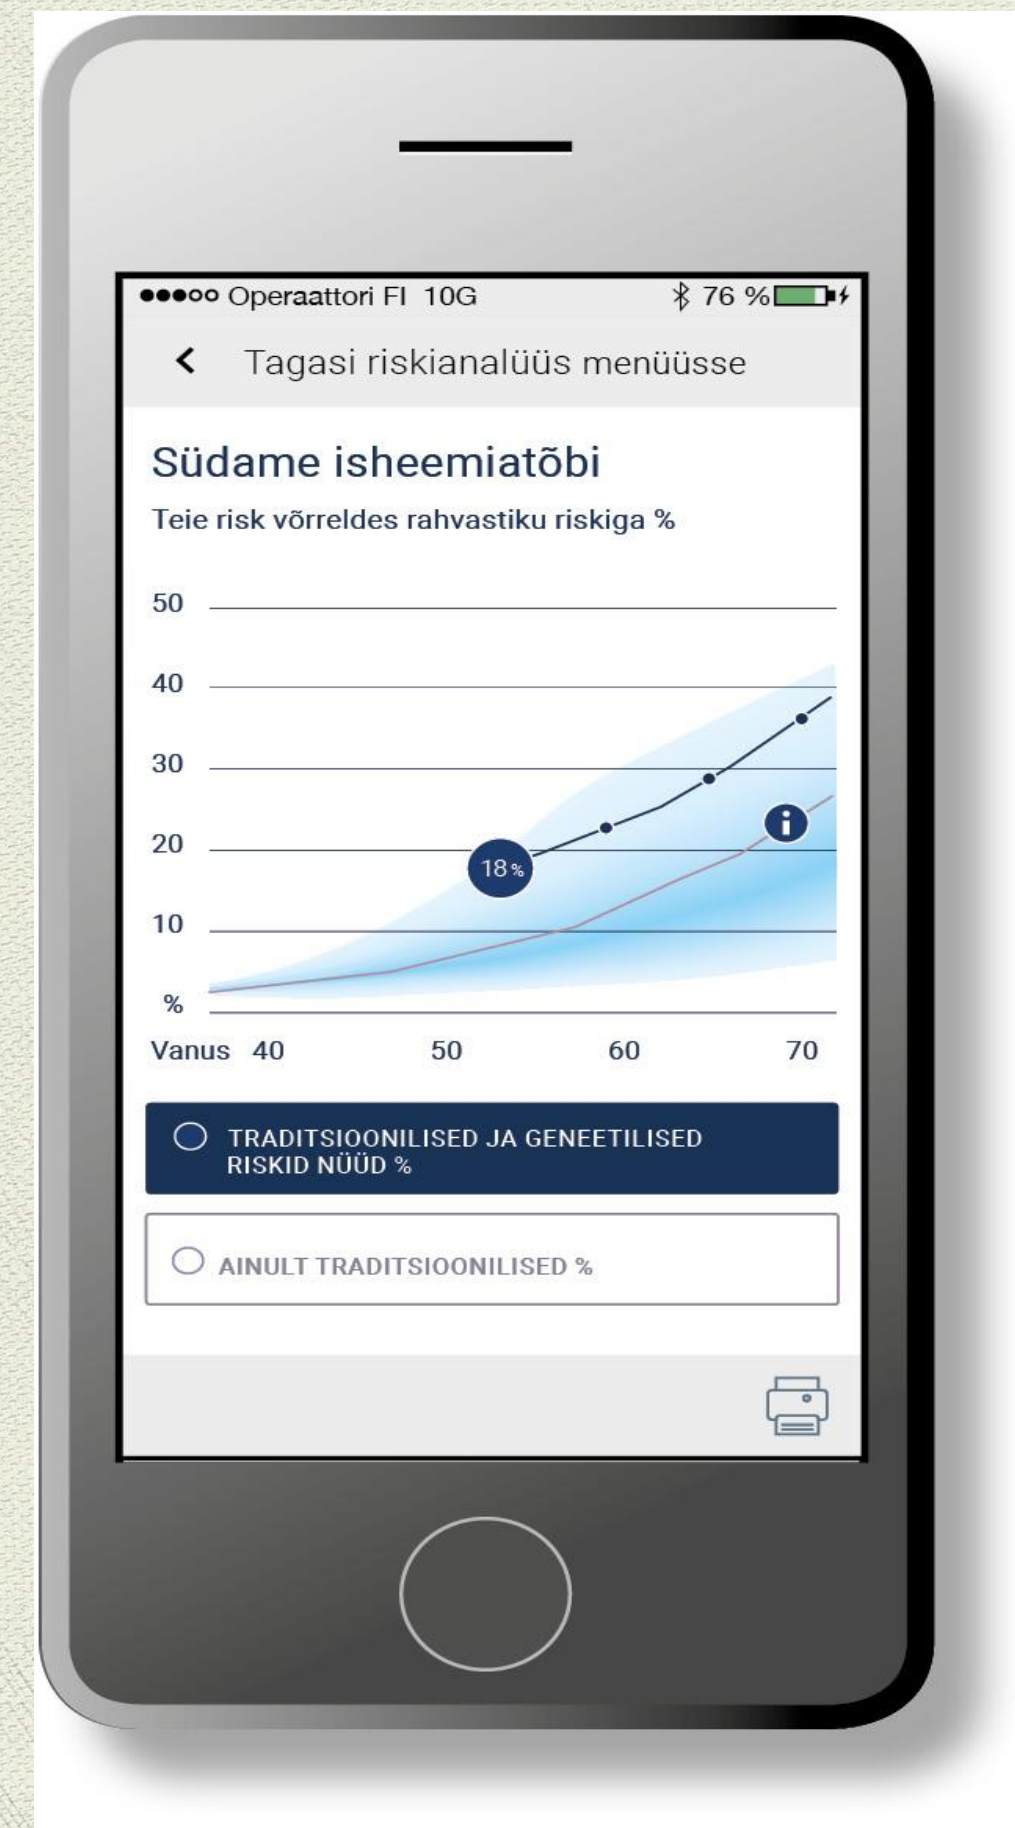 Operaattori FI 10G 76 %
Tagasi riskianalüüs menüüsse
Südame isheemiatõbi
Teie risk võrreldes rahvastiku riskiga %
50
40
30
20
10
%
18%
i
Vanus 40 50 60 70
TRADITSIOONILISED JA GENEETILISED
RISKID NÜÜD %
AINULT TRADITSIOONILISED %